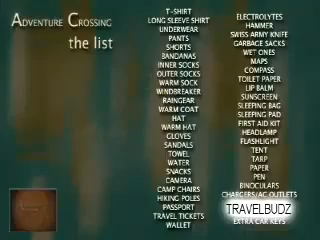 ADVENTURE CROSSING
the list
T-SHIRT
LONG SLEEVE SHIRT
UNDERWEAR
PANTS
SHORTS
BANDANAS
INNER SOCKS
OUTER SOCKS
WARM SOCK
WINDBREAKER
RAINGEAR
WARM COAT
HAT
WARM HAT
GLOVES
SANDALS
TOWEL
WATER
SNACKS
CAMERA
CAMP CHAIRS
HIKING POLES
PASSPORT
TRAVEL TICKETS
WALLET
ELECTROLYTES
HAMMER
SWISS ARMY KNIFE
GARBAGE SACKS
WET ONES
MAPS
COMPASS
TOILET PAPER
LIP BALM
SUNSCREEN
SLEEPING BAG
SLEEPING PAD
FIRST AID KIT
HEADLAMP
FLASHLIGHT
TENT
TARP
PAPER
PEN
BINOCULARS
CHARGERS/AC OUTLETS
TRAVELBUDZ
EXTRA CAR KEYS